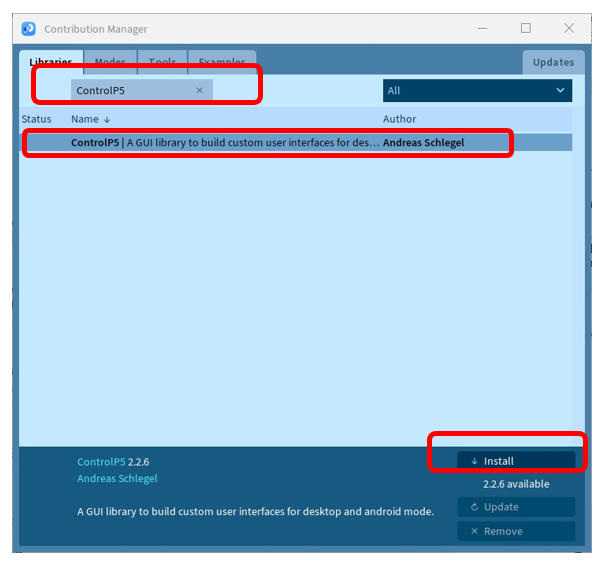 Contribution Manager
Libraries Modes Tools Examples Updates
ControlP5 × All
Status Name ↓ Author
ControlP5 | A GUI library to build custom user interfaces for des... Andreas Schlegel
ControlP5 2.2.6
Andreas Schlegel
A GUI library to build custom user interfaces for desktop and android mode.
↓ Install
2.2.6 available
Update
× Remove